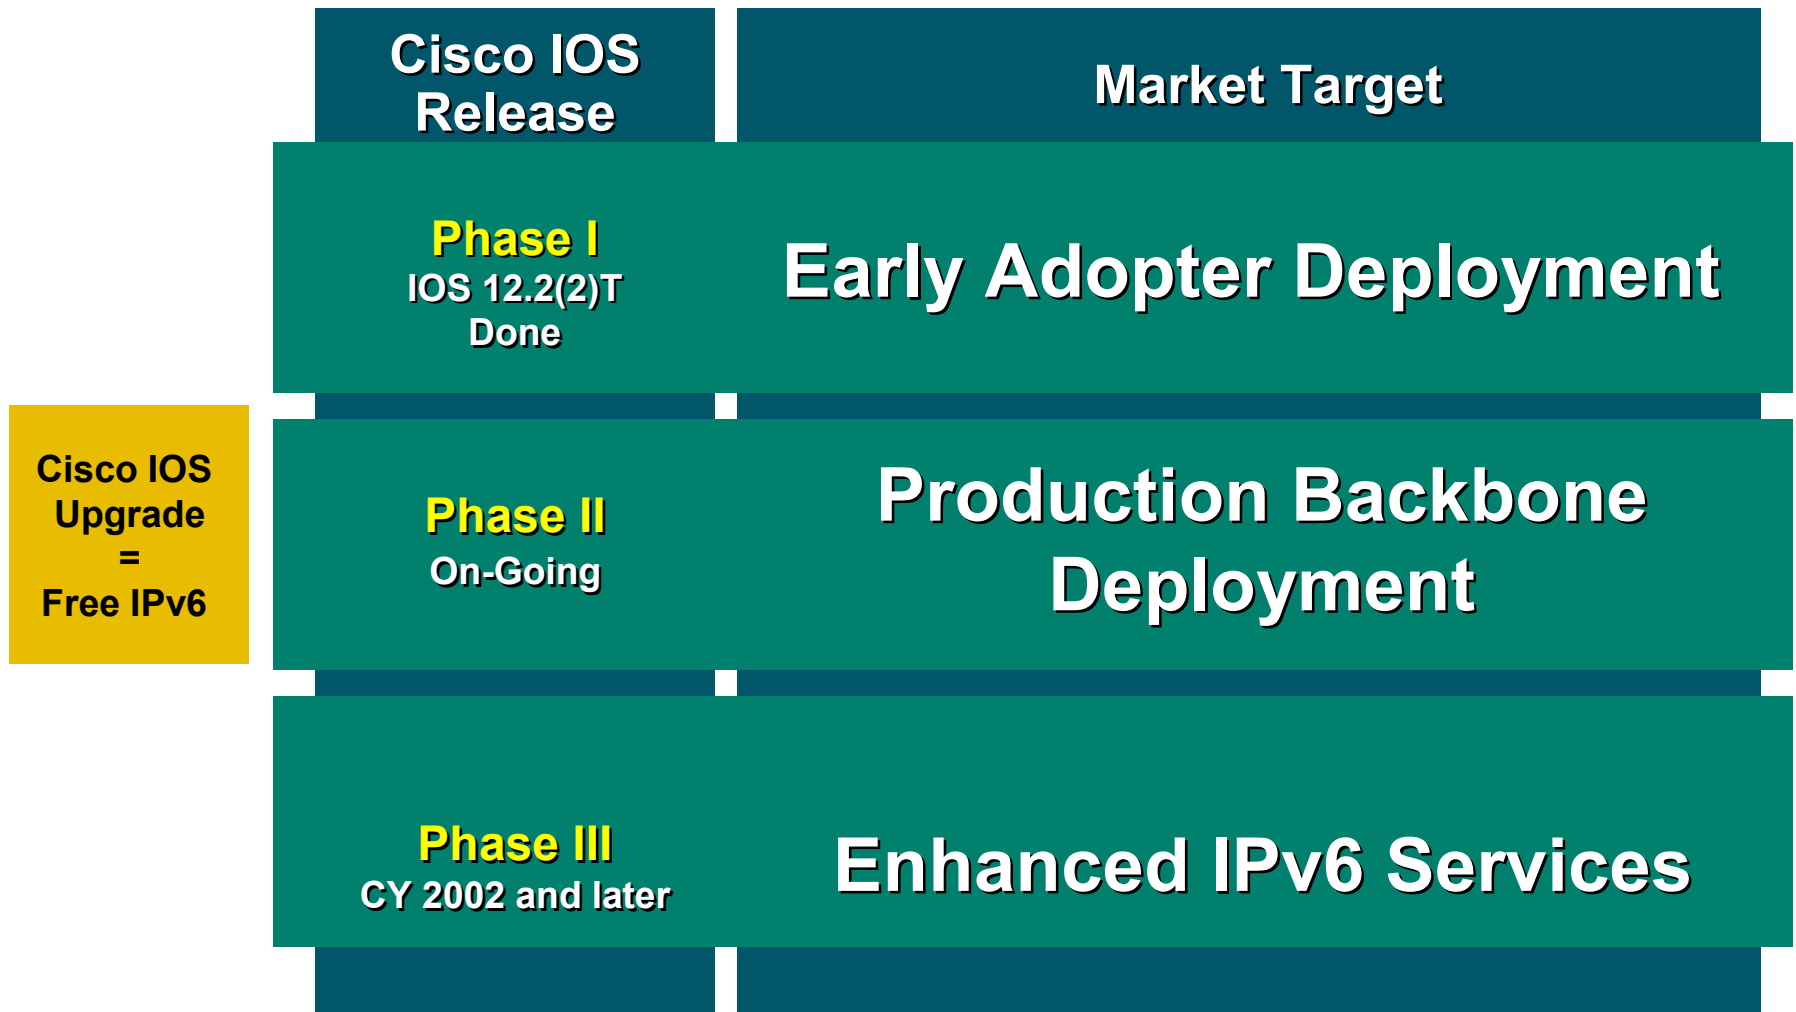 Cisco IOS
Release
Market Target
Phase I
IOS 12.2(2)T
Done
Early Adopter Deployment
Cisco IOS
Upgrade
=
Free IPv6
Phase II
On-Going
Production Backbone
Deployment
Phase III
CY 2002 and later
Enhanced IPv6 Services